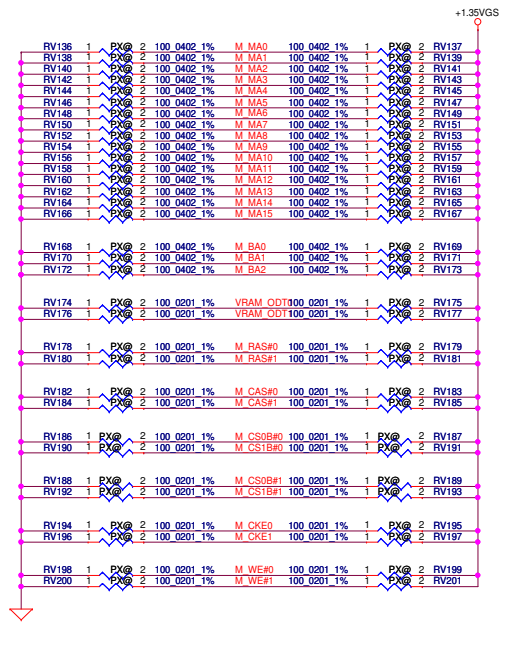 +1.35VGS
RV136 1 PX@ 2 100_0402_1% M_MA0 100_0402_1% 1 PX@ 2 RV137
RV138 1 PX@ 2 100_0402_1% M_MA1 100_0402_1% 1 PX@ 2 RV139
RV140 1 PX@ 2 100_0402_1% M_MA2 100_0402_1% 1 PX@ 2 RV141
RV142 1 PX@ 2 100_0402_1% M_MA3 100_0402_1% 1 PX@ 2 RV143
RV144 1 PX@ 2 100_0402_1% M_MA4 100_0402_1% 1 PX@ 2 RV145
RV146 1 PX@ 2 100_0402_1% M_MA5 100_0402_1% 1 PX@ 2 RV147
RV148 1 PX@ 2 100_0402_1% M_MA6 100_0402_1% 1 PX@ 2 RV149
RV150 1 PX@ 2 100_0402_1% M_MA7 100_0402_1% 1 PX@ 2 RV151
RV152 1 PX@ 2 100_0402_1% M_MA8 100_0402_1% 1 PX@ 2 RV153
RV154 1 PX@ 2 100_0402_1% M_MA9 100_0402_1% 1 PX@ 2 RV155
RV156 1 PX@ 2 100_0402_1% M_MA10 100_0402_1% 1 PX@ 2 RV157
RV158 1 PX@ 2 100_0402_1% M_MA11 100_0402_1% 1 PX@ 2 RV159
RV160 1 PX@ 2 100_0402_1% M_MA12 100_0402_1% 1 PX@ 2 RV161
RV162 1 PX@ 2 100_0402_1% M_MA13 100_0402_1% 1 PX@ 2 RV163
RV164 1 PX@ 2 100_0402_1% M_MA14 100_0402_1% 1 PX@ 2 RV165
RV166 1 PX@ 2 100_0402_1% M_MA15 100_0402_1% 1 PX@ 2 RV167
RV168 1 PX@ 2 100_0402_1% M_BA0 100_0402_1% 1 PX@ 2 RV169
RV170 1 PX@ 2 100_0402_1% M_BA1 100_0402_1% 1 PX@ 2 RV171
RV172 1 PX@ 2 100_0402_1% M_BA2 100_0402_1% 1 PX@ 2 RV173
RV174 1 PX@ 2 100_0201_1% VRAM_ODT0 100_0201_1% 1 PX@ 2 RV175
RV176 1 PX@ 2 100_0201_1% VRAM_ODT1 100_0201_1% 1 PX@ 2 RV177
RV178 1 PX@ 2 100_0201_1% M_RAS#0 100_0201_1% 1 PX@ 2 RV179
RV180 1 PX@ 2 100_0201_1% M_RAS#1 100_0201_1% 1 PX@ 2 RV181
RV182 1 PX@ 2 100_0201_1% M_CAS#0 100_0201_1% 1 PX@ 2 RV183
RV184 1 PX@ 2 100_0201_1% M_CAS#1 100_0201_1% 1 PX@ 2 RV185
RV186 1 PX@ 2 100_0201_1% M_CS0B#0 100_0201_1% 1 PX@ 2 RV187
RV190 1 PX@ 2 100_0201_1% M_CS1B#0 100_0201_1% 1 PX@ 2 RV191
RV188 1 PX@ 2 100_0201_1% M_CS0B#1 100_0201_1% 1 PX@ 2 RV189
RV192 1 PX@ 2 100_0201_1% M_CS1B#1 100_0201_1% 1 PX@ 2 RV193
RV194 1 PX@ 2 100_0201_1% M_CKE0 100_0201_1% 1 PX@ 2 RV195
RV196 1 PX@ 2 100_0201_1% M_CKE1 100_0201_1% 1 PX@ 2 RV197
RV198 1 PX@ 2 100_0201_1% M_WE#0 100_0201_1% 1 PX@ 2 RV199
RV200 1 PX@ 2 100_0201_1% M_WE#1 100_0201_1% 1 PX@ 2 RV201